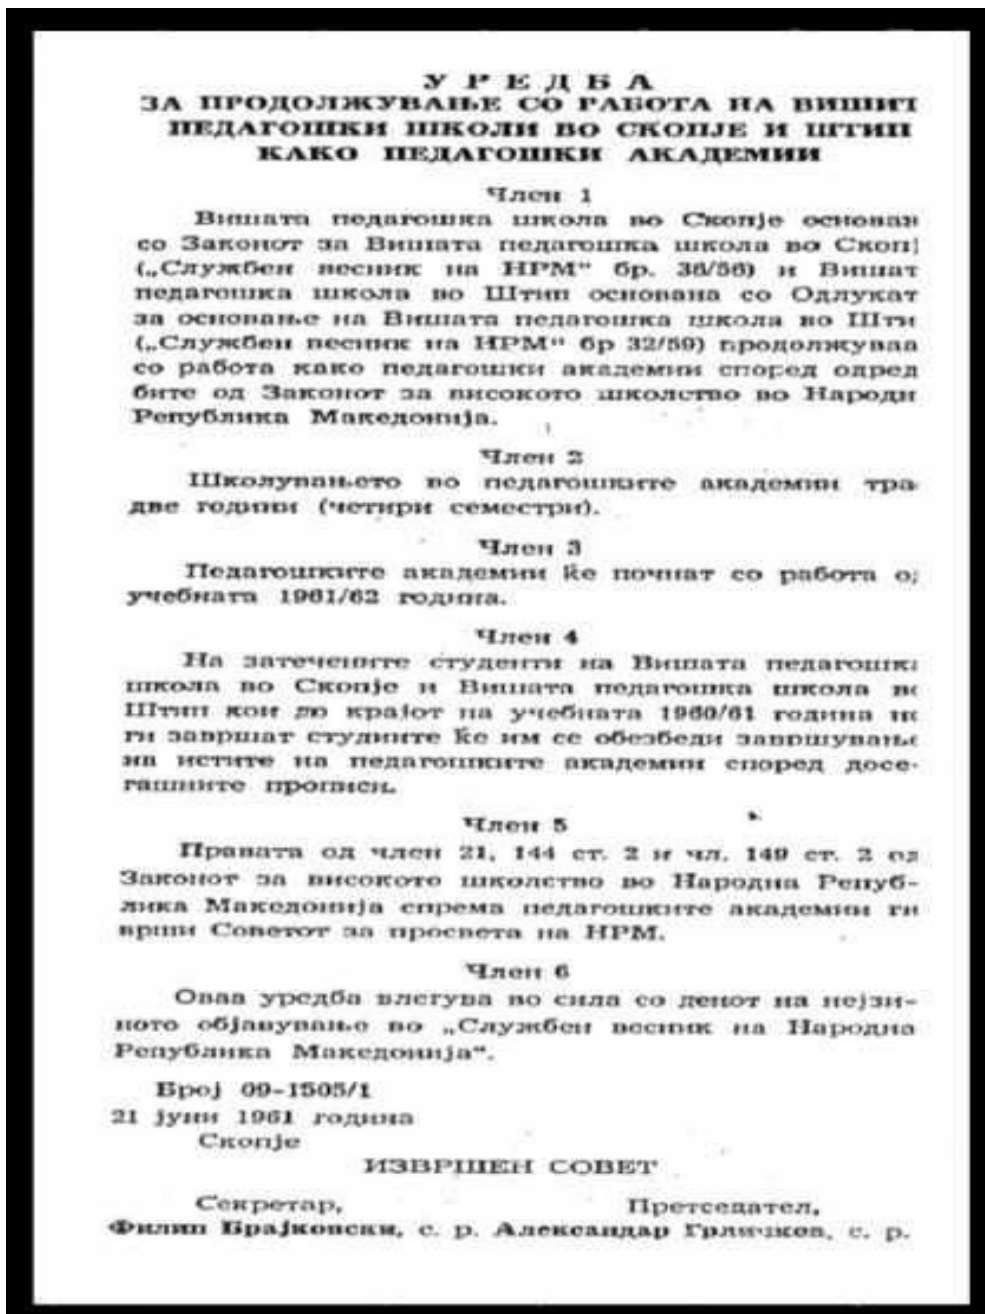 УРЕДБА
ЗА ПРОДОЛЖУВАЊЕ СО РАБОТА НА ВИШИТ
ПЕДАГОШКИ ШКОЛИ ВО СКОПЈЕ И ШТИП
КАКО ПЕДАГОШКИ АКАДЕМИИ
Член 1
Вишата педагошка школа во Скопје основан
со Законот за Вишата педагошка школа во Скопј
(„Службен весник на НРМ“ бр. 36/56) и Вишат
педагошка школа во Штип основана со Одлукат
за основање на Вишата педагошка школа во Шти
(„Службен весник на НРМ“ бр 32/59) продолжуваа
со работа како педагошки академии според одред
бите од Законот за високото школство во Народн
Република Македонија.
Член 2
Школувањето во педагошките академии тра-
две години (четири семестри).
Член 3
Педагошките академии ќе почнат со работа од
учебната 1961/62 година.
Член 4
На затечените студенти на Вишата педагошка
школа во Скопје и Вишата педагошка школа во
Штип кои до крајот на учебната 1960/61 година не
ги завршат студиите ќе им се обезбеди завршување
на истите на педагошките академии според досе-
гашните прописи.
Член 5
Правата од член 21, 144 ст. 2 и чл. 149 ст. 2 од
Законот за високото школство во Народна Репуб-
лика Македонија спрема педагошките академии ги
врши Советот за просвета на НРМ.
Член 6
Оваа уредба влегува во сила со денот на нејзи-
ното објавување во „Службен весник на Народна
Република Македонија“.
Број 09-1505/1
21 јуни 1961 година
Скопје
ИЗВРШЕН СОВЕТ
Секретар, Претседател,
Филип Брајковски, с. р. Александар Грличков, с. р.